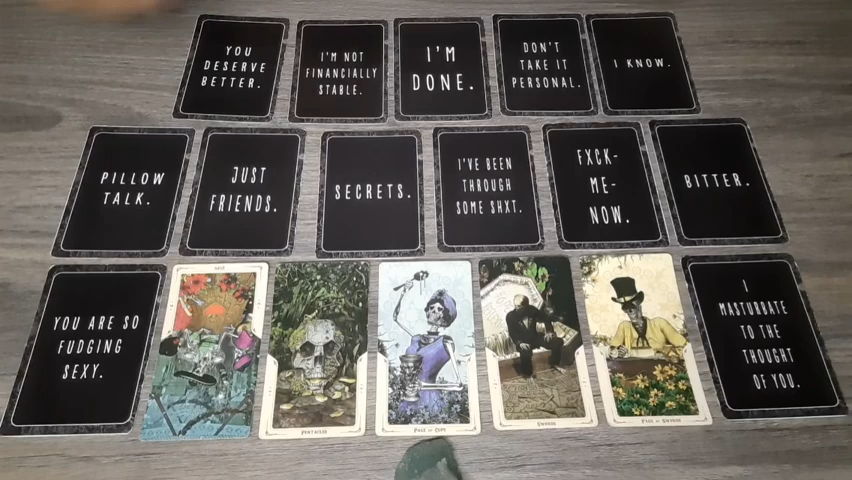 YOU
DESERVE
BETTER.
I'M NOT
FINANCIALLY
STABLE.
I'M
DONE.
DON'T
TAKE IT
PERSONAL.
I KNOW.
PILLOW
TALK.
JUST
FRIENDS.
SECRETS.
I'VE BEEN
THROUGH
SOME SHXT.
FXCK-
ME-
NOW.
BITTER.
YOU ARE SO
FUDGING
SEXY.
PENTACLES
PAGE OF CUPS
SWORDS
PAGE OF SWORDS
I
MASTURBATE
TO THE
THOUGHT
OF YOU.